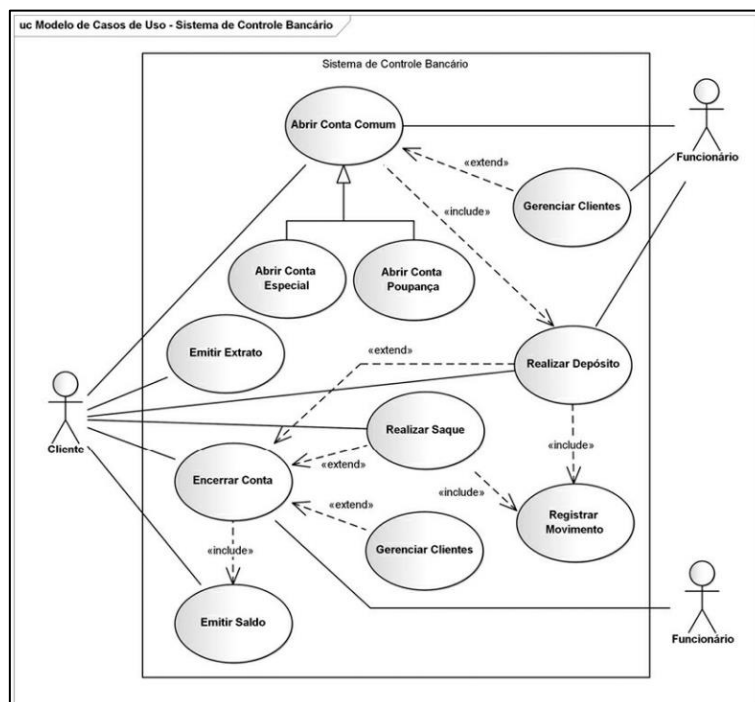 uc Modelo de Casos de Uso - Sistema de Controle Bancário
Sistema de Controle Bancário
Abrir Conta Comum
Funcionário
«extend»
Gerenciar Clientes
«include»
Abrir Conta
Especial
Abrir Conta
Poupança
Emitir Extrato
«extend»
Realizar Depósito
Cliente
Realizar Saque
«extend»
«include»
Encerrar Conta
«include»
«extend»
Registrar
Movimento
«include»
Gerenciar Clientes
Emitir Saldo
Funcionário